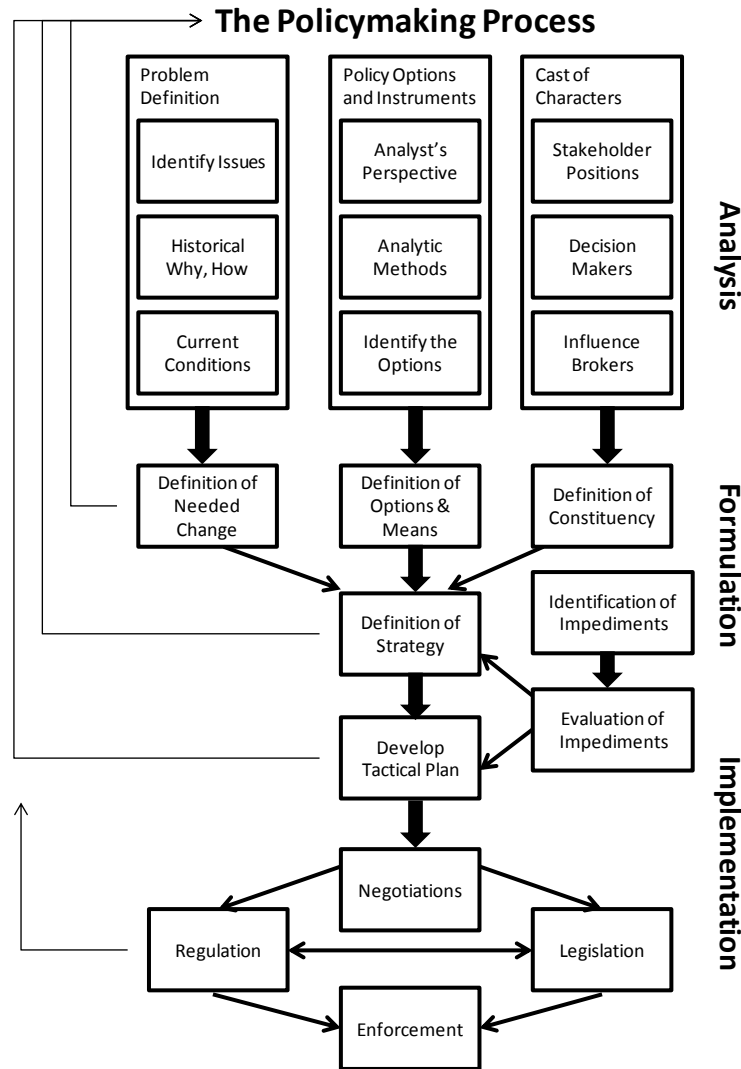 The Policymaking Process
Problem
Definition
Identify Issues
Historical
Why, How
Current
Conditions
Policy Options
and Instruments
Analyst's
Perspective
Analytic
Methods
Identify the
Options
Cast of
Characters
Stakeholder
Positions
Decision
Makers
Influence
Brokers
Analysis
Definition of
Needed
Change
Definition of
Options &
Means
Definition of
Constituency
Formulation
Definition of
Strategy
Identification of
Impediments
Develop
Tactical Plan
Evaluation of
Impediments
Implementation
Negotiations
Regulation
Legislation
Enforcement